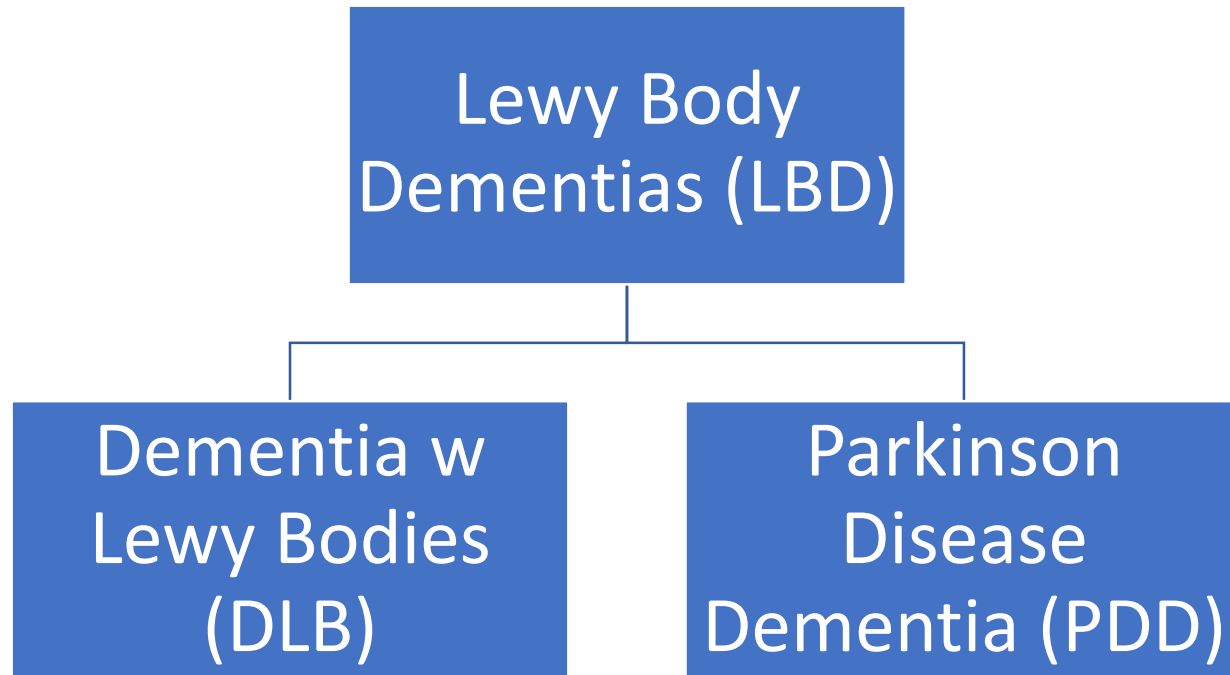 Lewy Body
Dementias (LBD)
Dementia w
Lewy Bodies
(DLB)
Parkinson
Disease
Dementia (PDD)